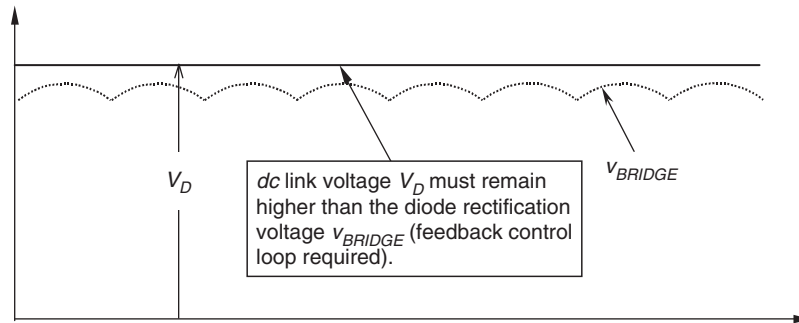 V_D
dc link voltage V_D must remain
higher than the diode rectification
voltage v_BRIDGE (feedback control
loop required).
v_BRIDGE